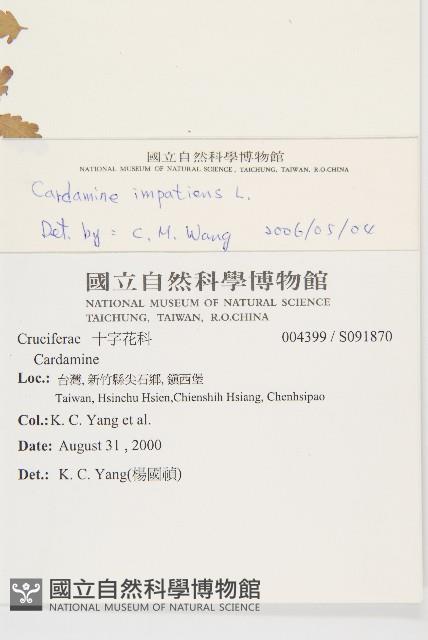 國立自然科學博物館
NATIONAL MUSEUM OF NATURAL SCIENCE, TAICHUNG, TAIWAN, R.O.CHINA
Cardamine impatiens L.
Det. by: C. M. Wang 2006/05/04
國立自然科學博物館
NATIONAL MUSEUM OF NATURAL SCIENCE
TAICHUNG, TAIWAN, R.O.CHINA
Cruciferae 十字花科 004399 / S091870
Cardamine
Loc.: 台灣, 新竹縣尖石鄉, 鎮西堡
Taiwan, Hsinchu Hsien,Chienshih Hsiang, Chenhsipao
Col.: K. C. Yang et al.
Date: August 31 , 2000
Det.: K. C. Yang(楊國禎)
國立自然科學博物館
NATIONAL MUSEUM OF NATURAL SCIENCE